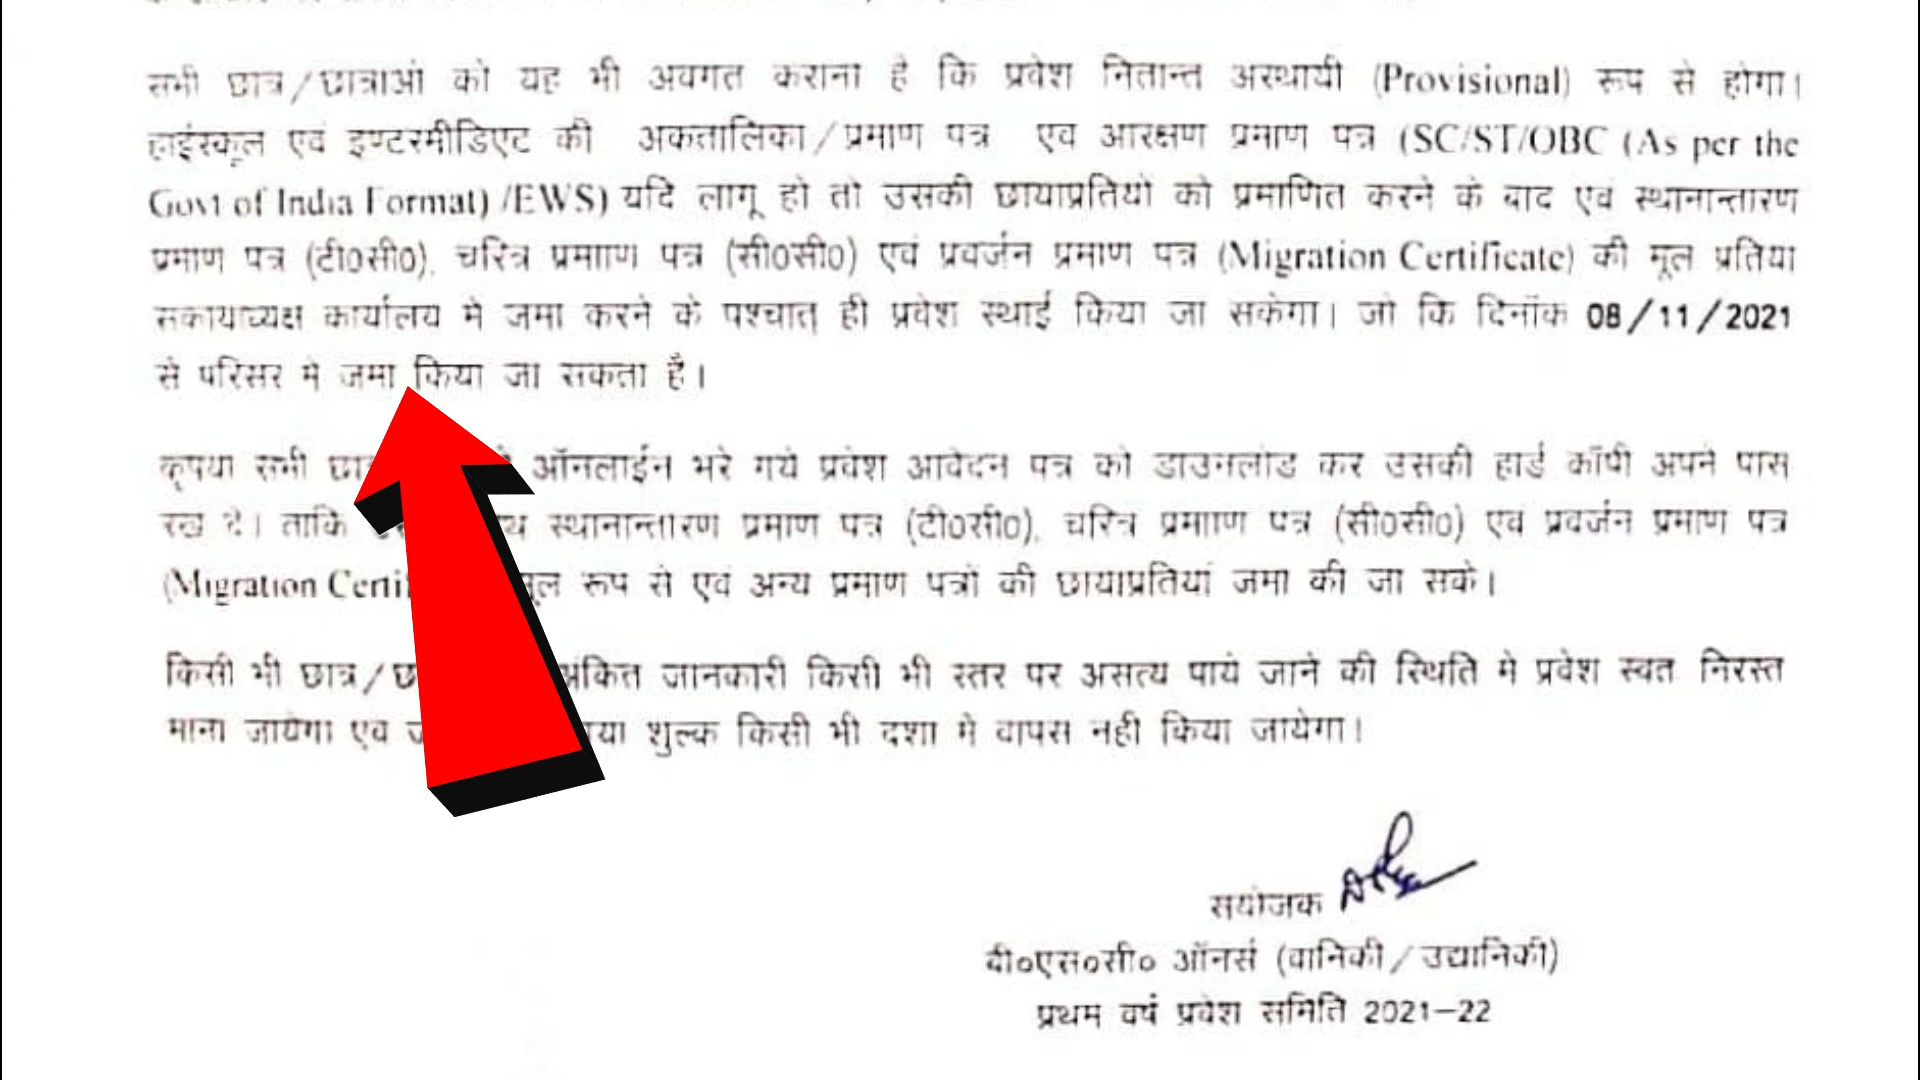 सभी छात्र/छात्राओं को यह भी अवगत कराना है कि प्रवेश नितान्त अस्थायी (Provisional) रूप से होगा।
हाईस्कूल एवं इण्टरमीडिएट की अंकतालिका/प्रमाण पत्र एवं आरक्षण प्रमाण पत्र (SC/ST/OBC (As per the
Govt of India Format) /EWS) यदि लागू हो तो उसकी छायाप्रतियों को प्रमाणित करने के बाद एवं स्थानान्तारण
प्रमाण पत्र (टी0सी0), चरित्र प्रमााण पत्र (सी0सी0) एवं प्रवर्जन प्रमाण पत्र (Migration Certificate) की मूल प्रतियां
संकायाध्यक्ष कार्यालय में जमा करने के पश्चात् ही प्रवेश स्थाई किया जा सकेगा। जो कि दिनॉंक 08/11/2021
से परिसर में जमा किया जा सकता है।
कृपया सभी ऑनलाईन भरे गये प्रवेश आवेदन पत्र को डाउनलोड कर उसकी हार्ड कॉपी अपने पास
रख लें। ताकि स्थानान्तारण प्रमाण पत्र (टी0सी0), चरित्र प्रमााण पत्र (सी0सी0) एवं प्रवर्जन प्रमाण पत्र
(Migration रूप से एवं अन्य प्रमाण पत्रों की छायाप्रतियां जमा की जा सके।
किसी भी छात्र/ अंकित जानकारी किसी भी स्तर पर असत्य पाये जाने की स्थिति में प्रवेश स्वतः निरस्त
माना जायेगा एवं शुल्क किसी भी दशा में वापस नहीं किया जायेगा।
संयोजक
बी०एस०सी० ऑनर्स (वानिकी/उद्यानिकी)
प्रथम वर्ष प्रवेश समिति 2021-22